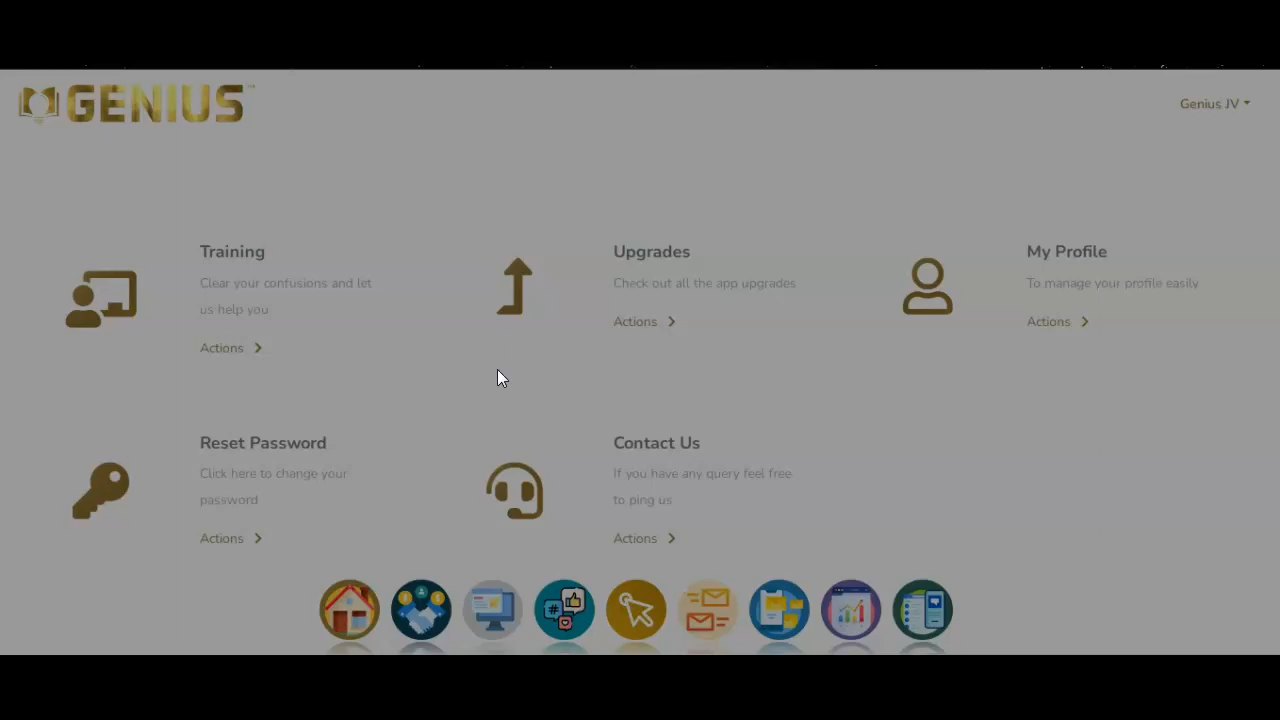 GENIUS
Genius JV
Training
Clear your confusions and let
us help you
Actions
Upgrades
Check out all the app upgrades
Actions
My Profile
To manage your profile easily
Actions
Reset Password
Click here to change your
password
Actions
Contact Us
If you have any query feel free
to ping us
Actions